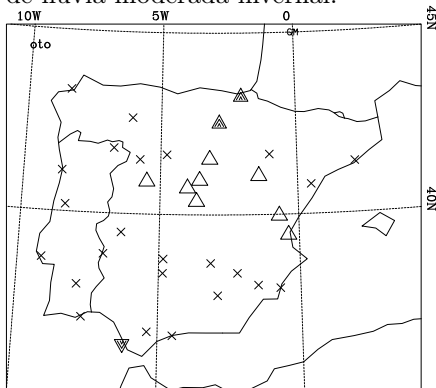 de lluvia moderada invernal.
10W 5W 0 45N
GM
oto
40N